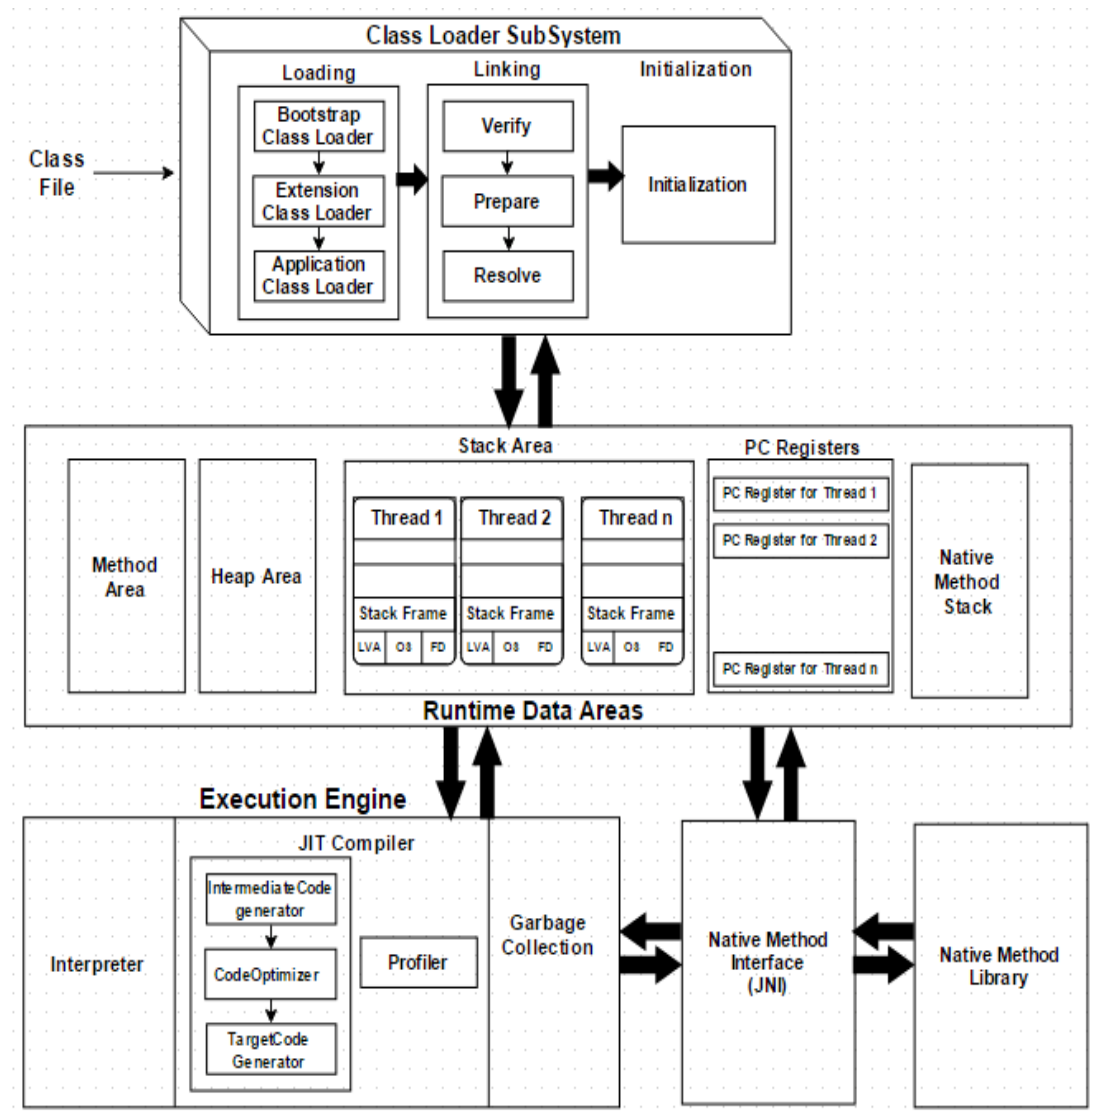 Class Loader SubSystem
Loading
Linking
Initialization
Bootstrap
Class Loader
Extension
Class Loader
Application
Class Loader
Verify
Prepare
Resolve
Initialization
Class
File
Stack Area
PC Registers
Method
Area
Heap Area
Thread 1
Stack Frame
LVA OS FD
Thread 2
Stack Frame
LVA OS FD
Thread n
Stack Frame
LVA OS FD
PC Register for Thread 1
PC Register for Thread 2
PC Register for Thread n
Native
Method
Stack
Runtime Data Areas
Execution Engine
Interpreter
JIT Compiler
IntermediateCode
generator
CodeOptimizer
TargetCode
Generator
Profiler
Garbage
Collection
Native Method
Interface
(JNI)
Native Method
Library